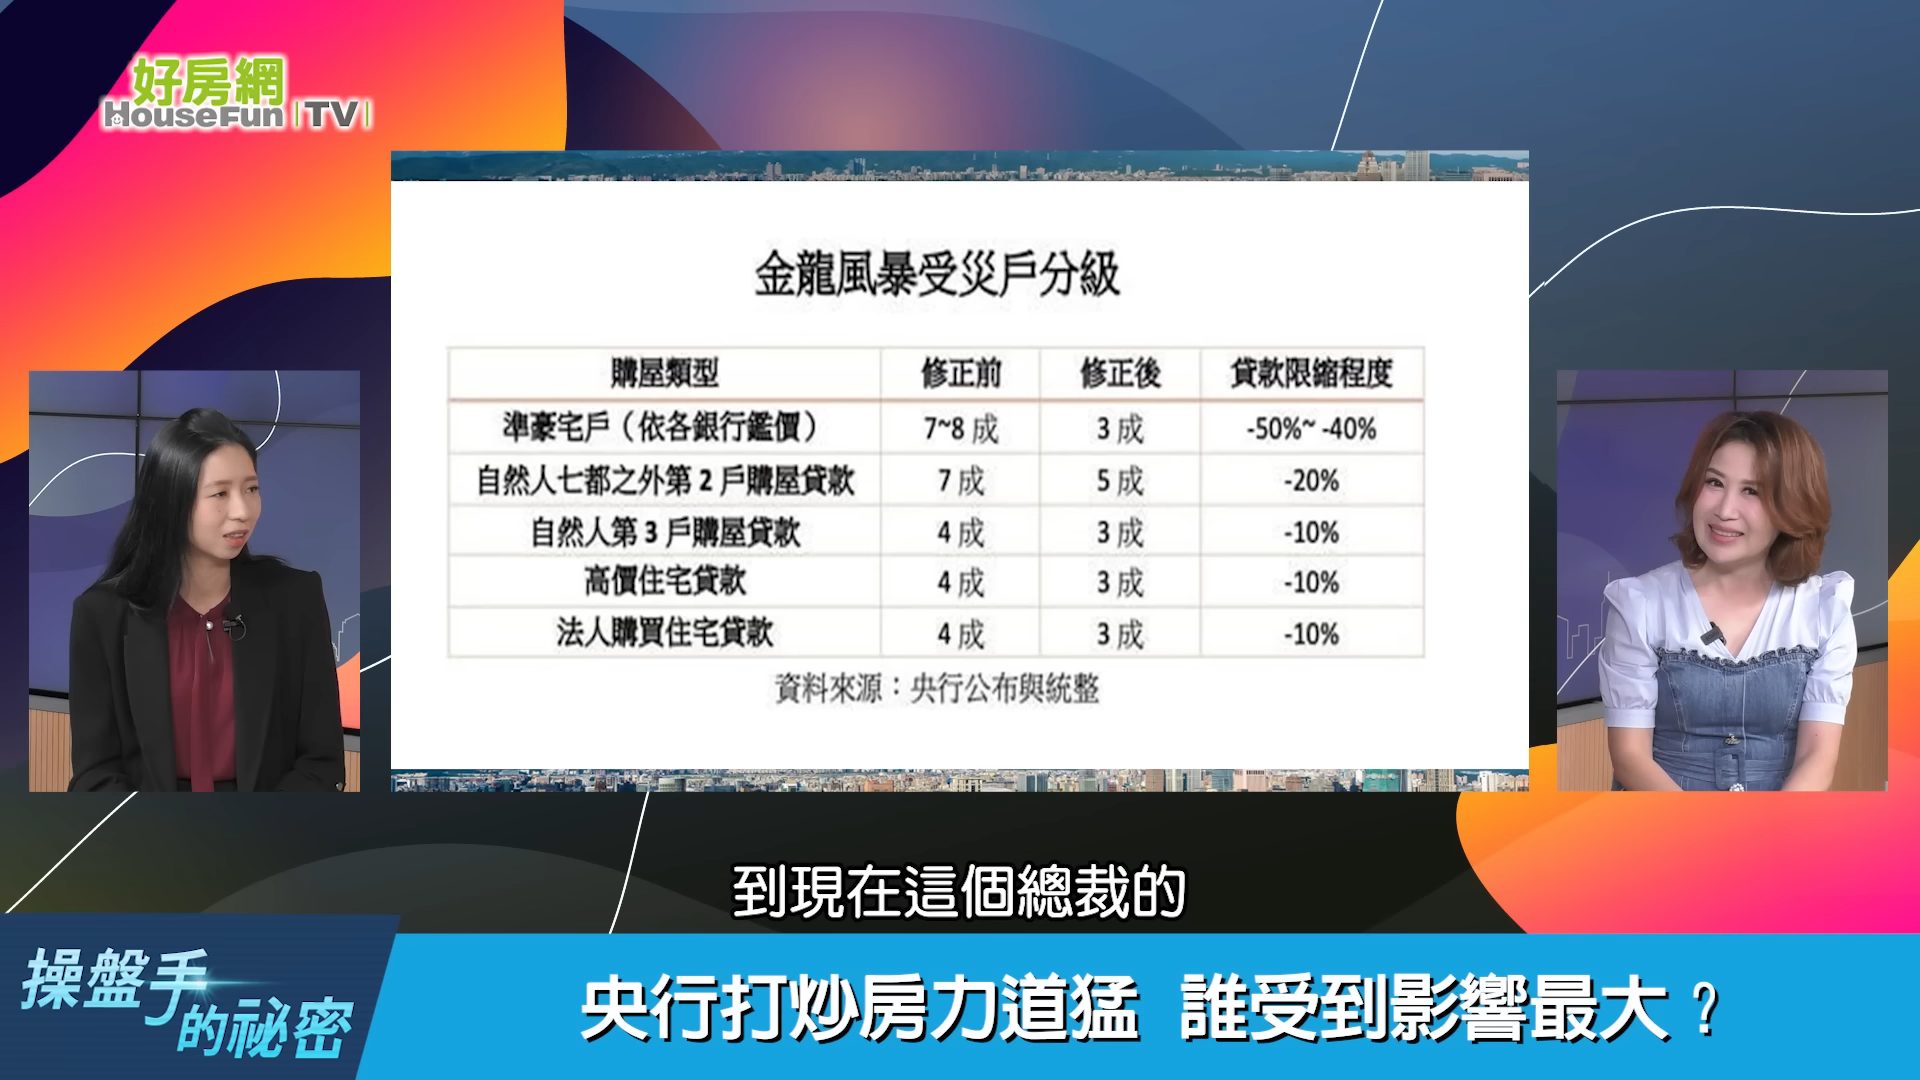 好房網
HouseFun TV
金龍風暴受災戶分級
購屋類型 修正前 修正後 貸款限縮程度
準豪宅戶（依各銀行鑑價） 7~8 成 3 成 -50%~ -40%
自然人七都之外第 2 戶購屋貸款 7 成 5 成 -20%
自然人第 3 戶購屋貸款 4 成 3 成 -10%
高價住宅貸款 4 成 3 成 -10%
法人購買住宅貸款 4 成 3 成 -10%
資料來源：央行公布與統整
到現在這個總裁的
操盤手
的祕密
央行打炒房力道猛 誰受到影響最大？